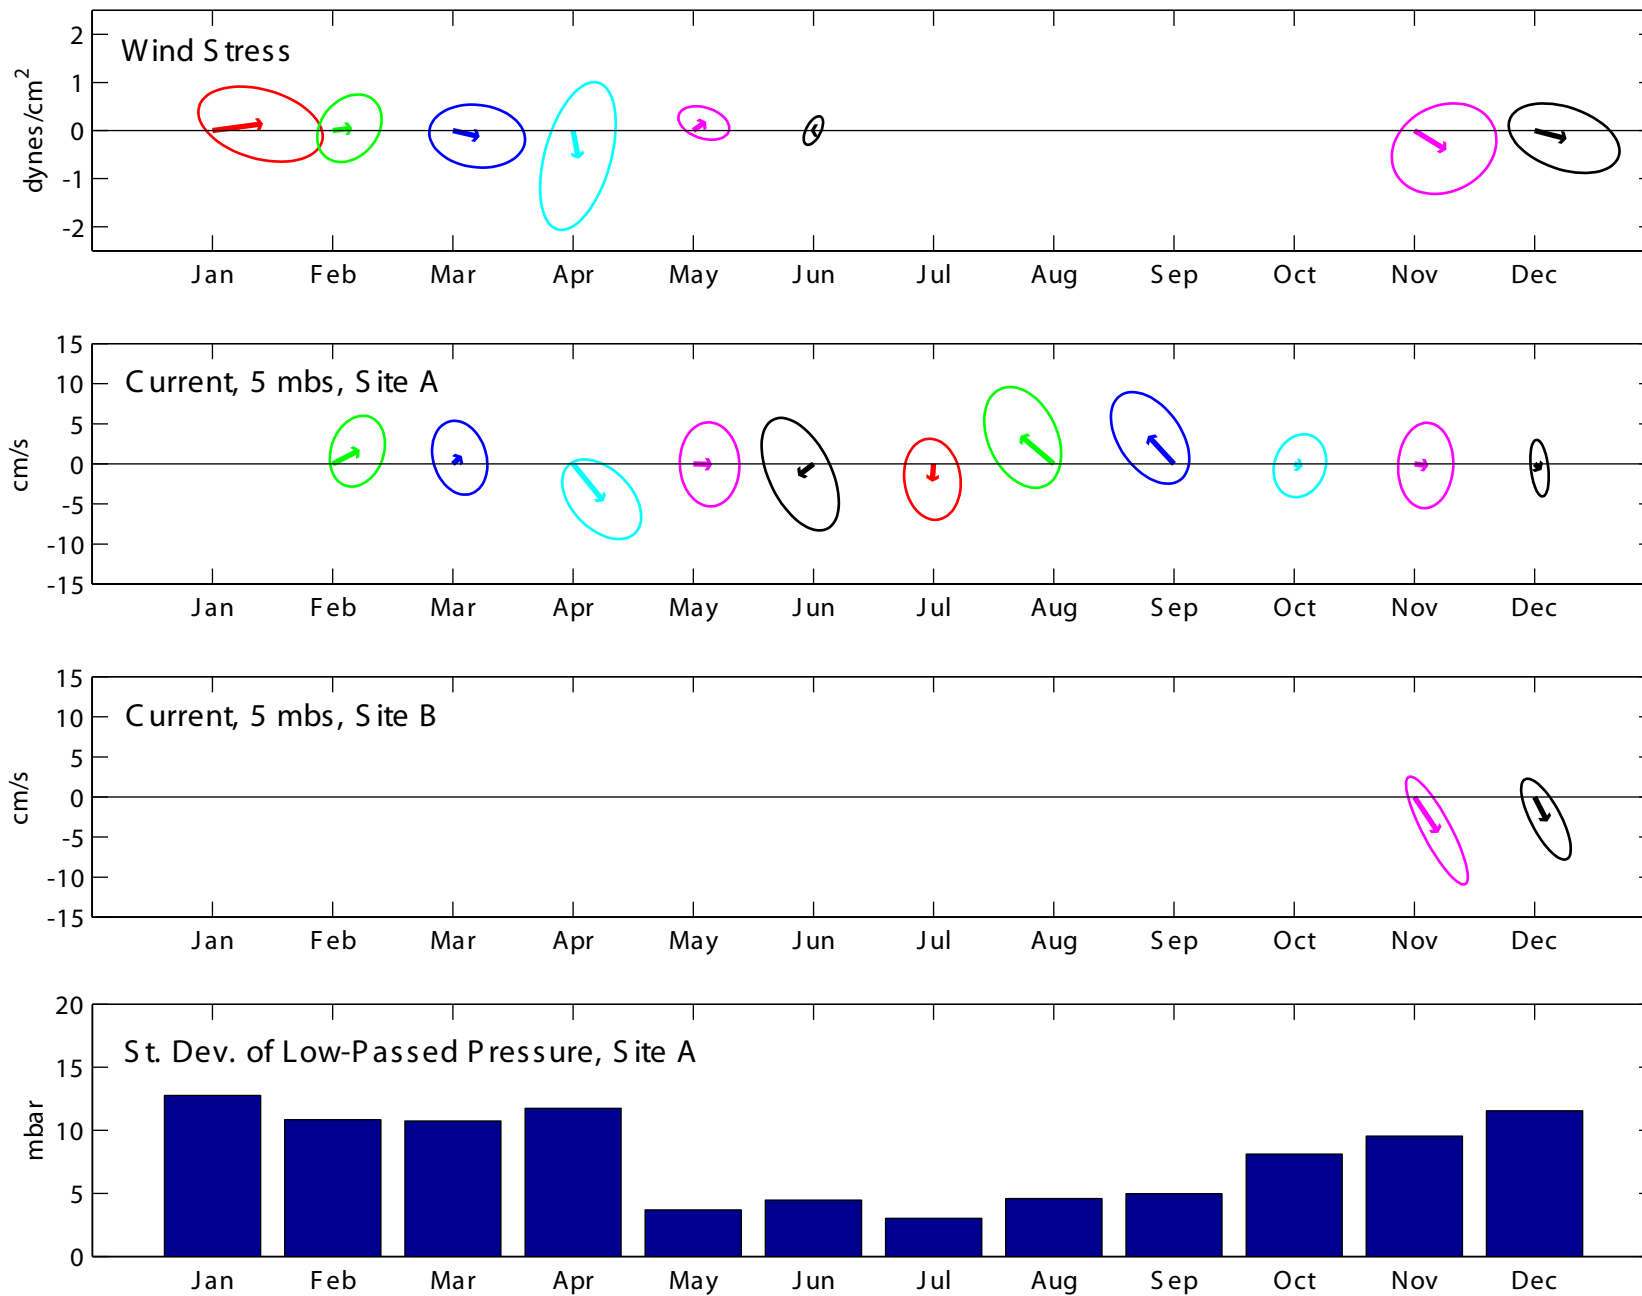 Wind Stress
dynes/cm²
2
1
0
-1
-2
Jan Feb Mar Apr May Jun Jul Aug Sep Oct Nov Dec
Current, 5 mbs, Site A
cm/s
15
10
5
0
-5
-10
-15
Jan Feb Mar Apr May Jun Jul Aug Sep Oct Nov Dec
Current, 5 mbs, Site B
cm/s
15
10
5
0
-5
-10
-15
Jan Feb Mar Apr May Jun Jul Aug Sep Oct Nov Dec
St. Dev. of Low-Passed Pressure, Site A
mbar
20
15
10
5
0
Jan Feb Mar Apr May Jun Jul Aug Sep Oct Nov Dec